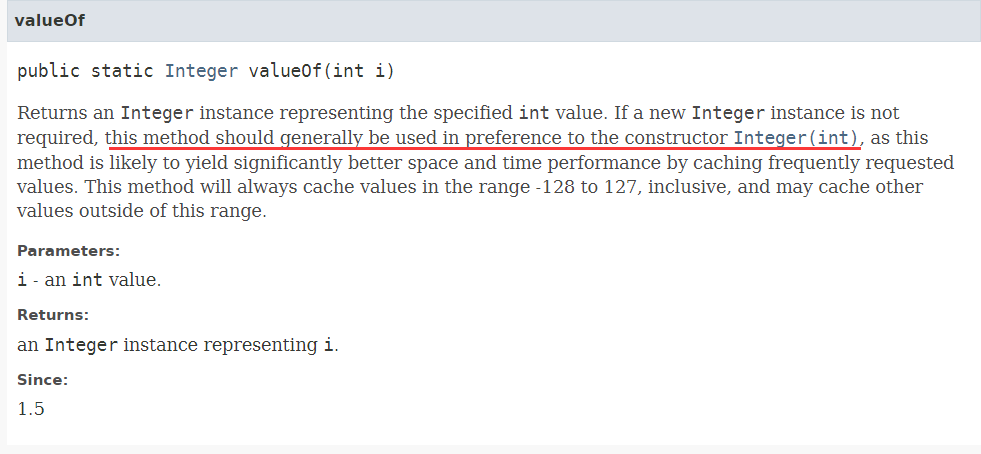 valueOf
public static Integer valueOf(int i)
Returns an Integer instance representing the specified int value. If a new Integer instance is not
required, this method should generally be used in preference to the constructor Integer(int), as this
method is likely to yield significantly better space and time performance by caching frequently requested
values. This method will always cache values in the range -128 to 127, inclusive, and may cache other
values outside of this range.
Parameters:
i - an int value.
Returns:
an Integer instance representing i.
Since:
1.5